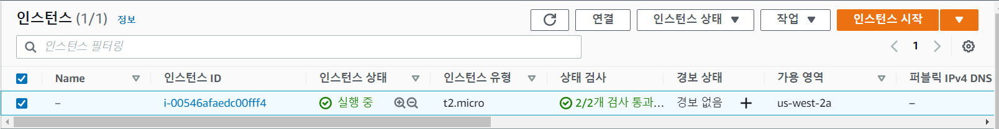 인스턴스 (1/1) 정보 연결 인스턴스 상태 작업 인스턴스 시작
인스턴스 필터링 1
Name 인스턴스 ID 인스턴스 상태 인스턴스 유형 상태 검사 경보 상태 가용 영역 퍼블릭 IPv4 DNS
– i-00546afaedc00fff4 실행 중 t2.micro 2/2개 검사 통과... 경보 없음 + us-west-2a –